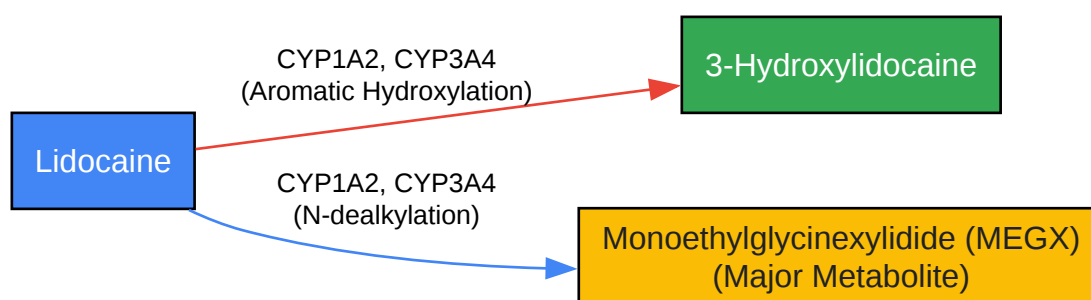 CYP1A2, CYP3A4
(Aromatic Hydroxylation)
3-Hydroxylidocaine
Lidocaine
CYP1A2, CYP3A4
(N-dealkylation)
Monoethylglycinexylidide (MEGX)
(Major Metabolite)